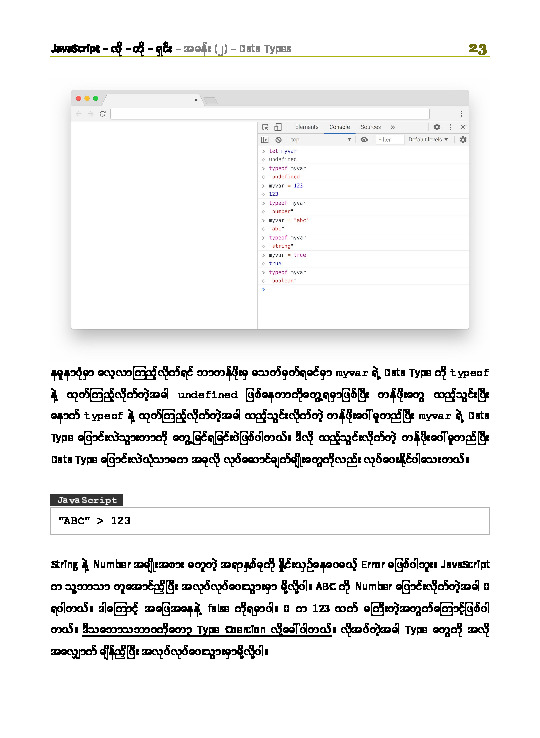 JavaScript – လို – တို – ရှင်း – အခန်း (၂) – Data Types 23
Elements Console Sources »
top Filter Default levels ▼
let myvar
undefined
typeof myvar
"undefined"
myvar = 123
123
typeof myvar
"number"
myvar = "abc"
"abc"
typeof myvar
"string"
myvar = true
true
typeof myvar
"boolean"
နမူနာပုံမှာ လေ့လာကြည့်လိုက်ရင် ဘာတန်ဖိုးမှ မသတ်မှတ်ရခင်မှာ myvar ရဲ့ Data Type ကို typeof
နဲ့ ထုတ်ကြည့်လိုက်တဲ့အခါ undefined ဖြစ်နေတာကိုတွေ့ရမှာဖြစ်ပြီး တန်ဖိုးတွေ ထည့်သွင်းပြီး
နောက် typeof နဲ့ ထုတ်ကြည့်လိုက်တဲ့အခါ ထည့်သွင်းလိုက်တဲ့ တန်ဖိုးပေါ်မူတည်ပြီး myvar ရဲ့ Data
Type ပြောင်းလဲသွားတာကို တွေ့မြင်ရခြင်းပဲဖြစ်ပါတယ်။ ဒီလို ထည့်သွင်းလိုက်တဲ့ တန်ဖိုးပေါ်မူတည်ပြီး
Data Type ပြောင်းလဲယုံသာမက အခုလို လုပ်ဆောင်ချက်မျိုးတွေကိုလည်း လုပ်ပေးနိုင်ပါသေးတယ်။
JavaScript
"ABC" > 123
String နဲ့ Number အမျိုးအစား မတူတဲ့ အရာနှစ်ခုကို နှိုင်းယှဉ်နေပေမယ့် Error မဖြစ်ပါဘူး။ JavaScript
က သူ့ဘာသာ တူအောင်ညှိပြီး အလုပ်လုပ်ပေးသွားမှာ မို့လို့ပါ။ ABC ကို Number ပြောင်းလိုက်တဲ့အခါ 0
ရပါတယ်။ ဒါကြောင့် အဖြေအနေနဲ့ false ကိုရမှာပါ။ 0 က 123 ထက် မကြီးတဲ့အတွက်ကြောင့်ဖြစ်ပါ
တယ်။ ဒီသဘောသဘာဝကိုတော့ Type Coercion လို့ခေါ်ပါတယ်။ လိုအပ်တဲ့အခါ Type တွေကို အလို
အလျှောက် ချိန်ညှိပြီး အလုပ်လုပ်ပေးသွားမှာမို့လို့ပါ။